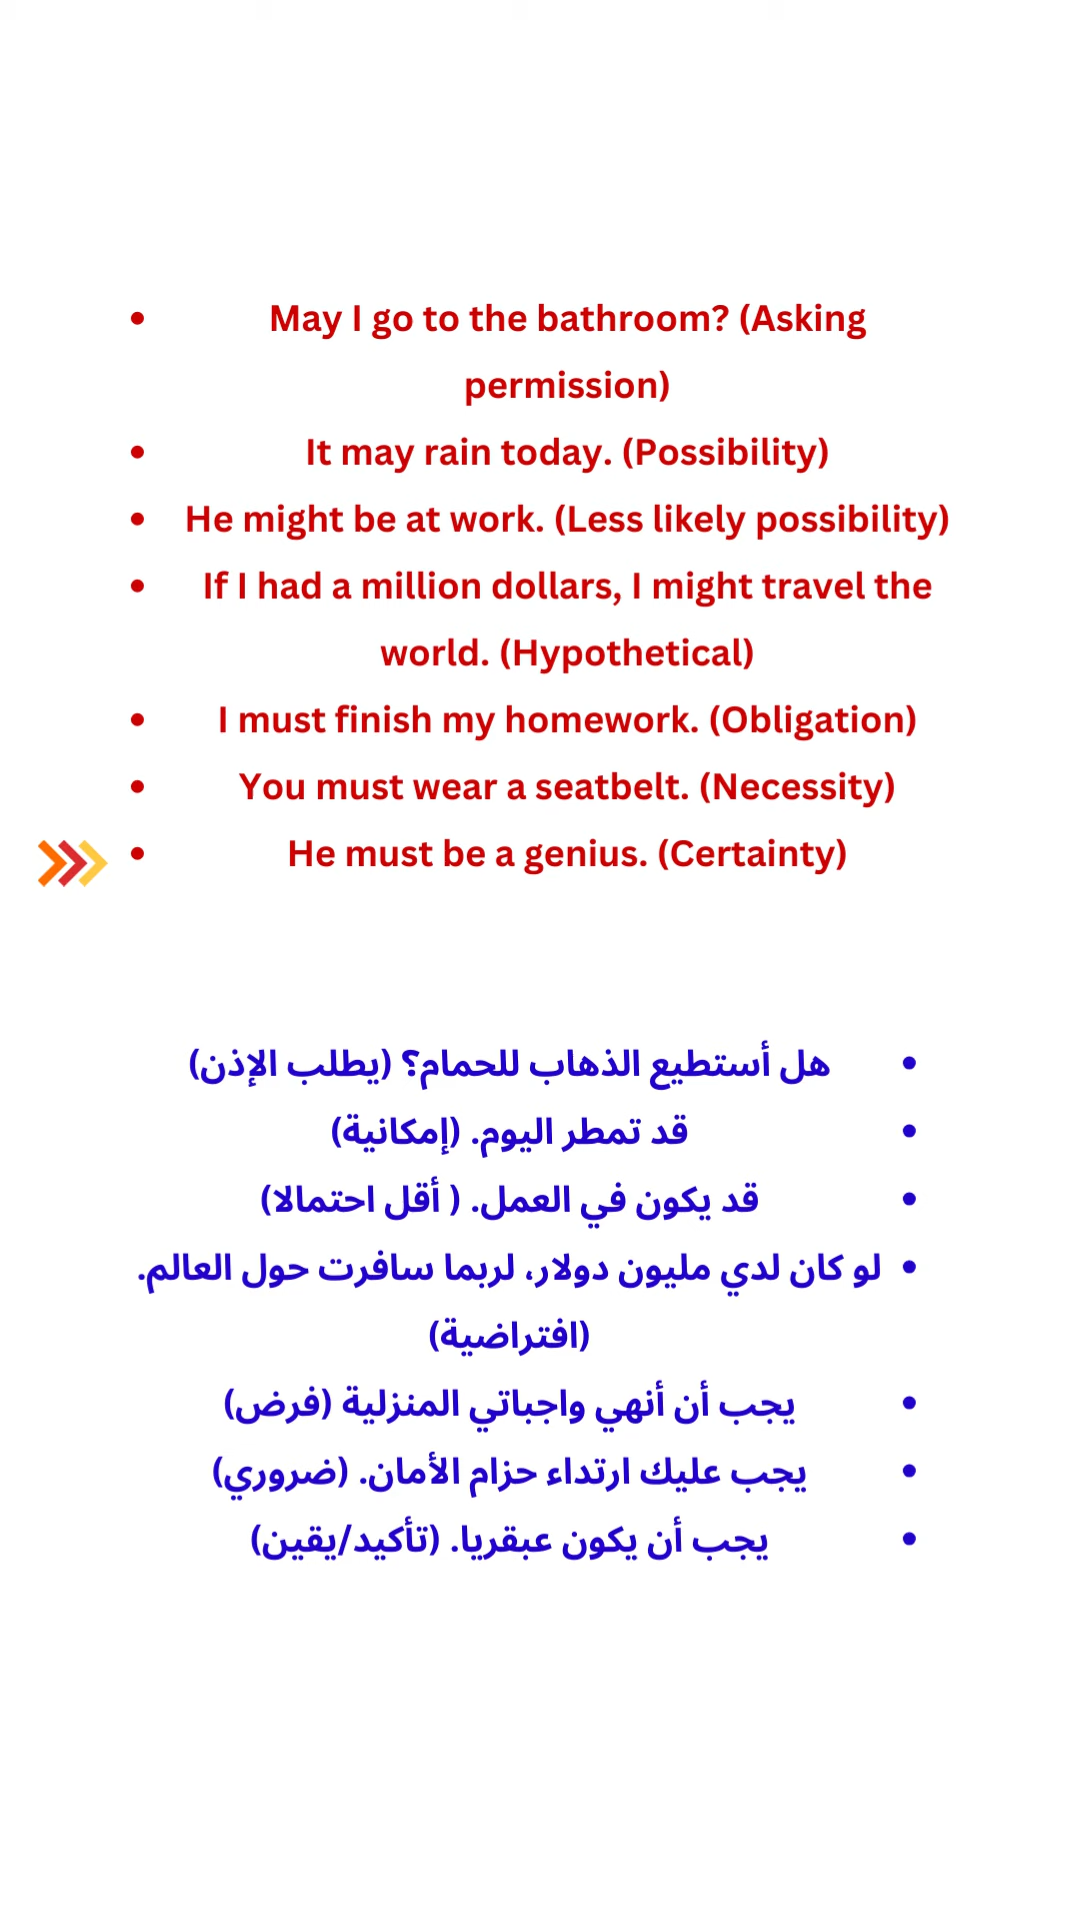 • May I go to the bathroom? (Asking
permission)
• It may rain today. (Possibility)
• He might be at work. (Less likely possibility)
• If I had a million dollars, I might travel the
world. (Hypothetical)
• I must finish my homework. (Obligation)
• You must wear a seatbelt. (Necessity)
• He must be a genius. (Certainty)
• هل أستطيع الذهاب للحمام؟ (يطلب الإذن)
• قد تمطر اليوم. (إمكانية)
• قد يكون في العمل. ( أقل احتمالا)
• لو كان لدي مليون دولار، لربما سافرت حول العالم.
(افتراضية)
• يجب أن أنهي واجباتي المنزلية (فرض)
• يجب عليك ارتداء حزام الأمان. (ضروري)
• يجب أن يكون عبقريا. (تأكيد/يقين)